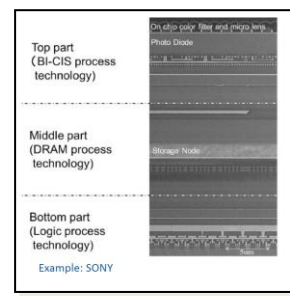 On chip color filter and micro lens
Photo Diode
Top part
(BI-CIS process
technology)
Middle part
(DRAM process
technology)
Storage Node
Bottom part
(Logic process
technology)
5um
Example: SONY